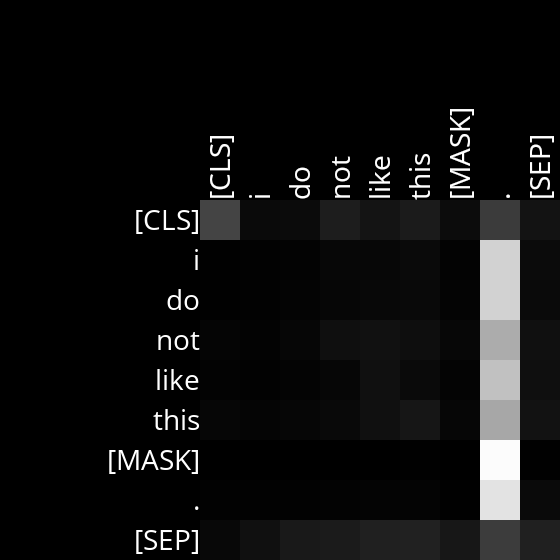 [CLS] i do not like this [MASK] . [SEP]
[CLS]
i
do
not
like
this
[MASK]
.
[SEP]